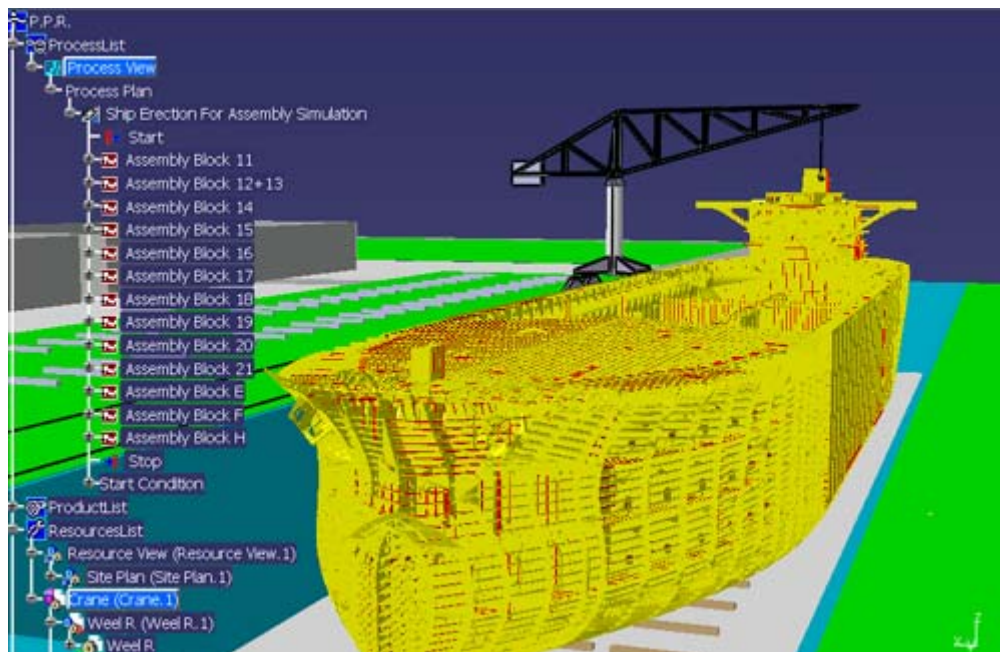 P.P.R.
ProcessList
Process View
Process Plan
Ship Erection For Assembly Simulation
Start
Assembly Block 11
Assembly Block 12+13
Assembly Block 14
Assembly Block 15
Assembly Block 16
Assembly Block 17
Assembly Block 18
Assembly Block 19
Assembly Block 20
Assembly Block 21
Assembly Block E
Assembly Block F
Assembly Block H
Stop
Start Condition
ProductList
ResourcesList
Resource View (Resource View.1)
Site Plan (Site Plan.1)
Crane (Crane.1)
Weel R (Weel R.1)
Weel R